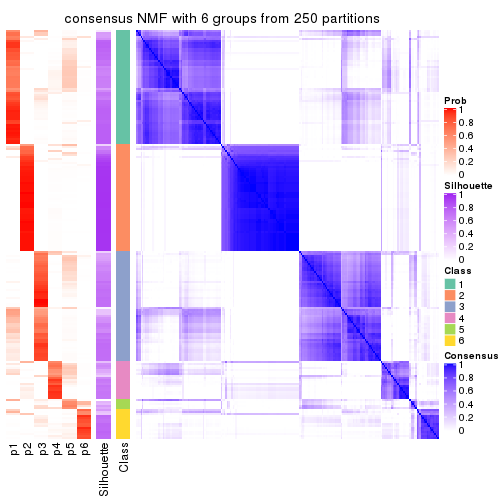 consensus NMF with 6 groups from 250 partitions
Prob
1
0.8
0.6
0.4
0.2
0
Silhouette
1
0.8
0.6
0.4
0.2
0
Class
1
2
3
4
5
6
Consensus
1
0.8
0.6
0.4
0.2
0
p1
p2
p3
p4
p5
p6
Silhouette
Class